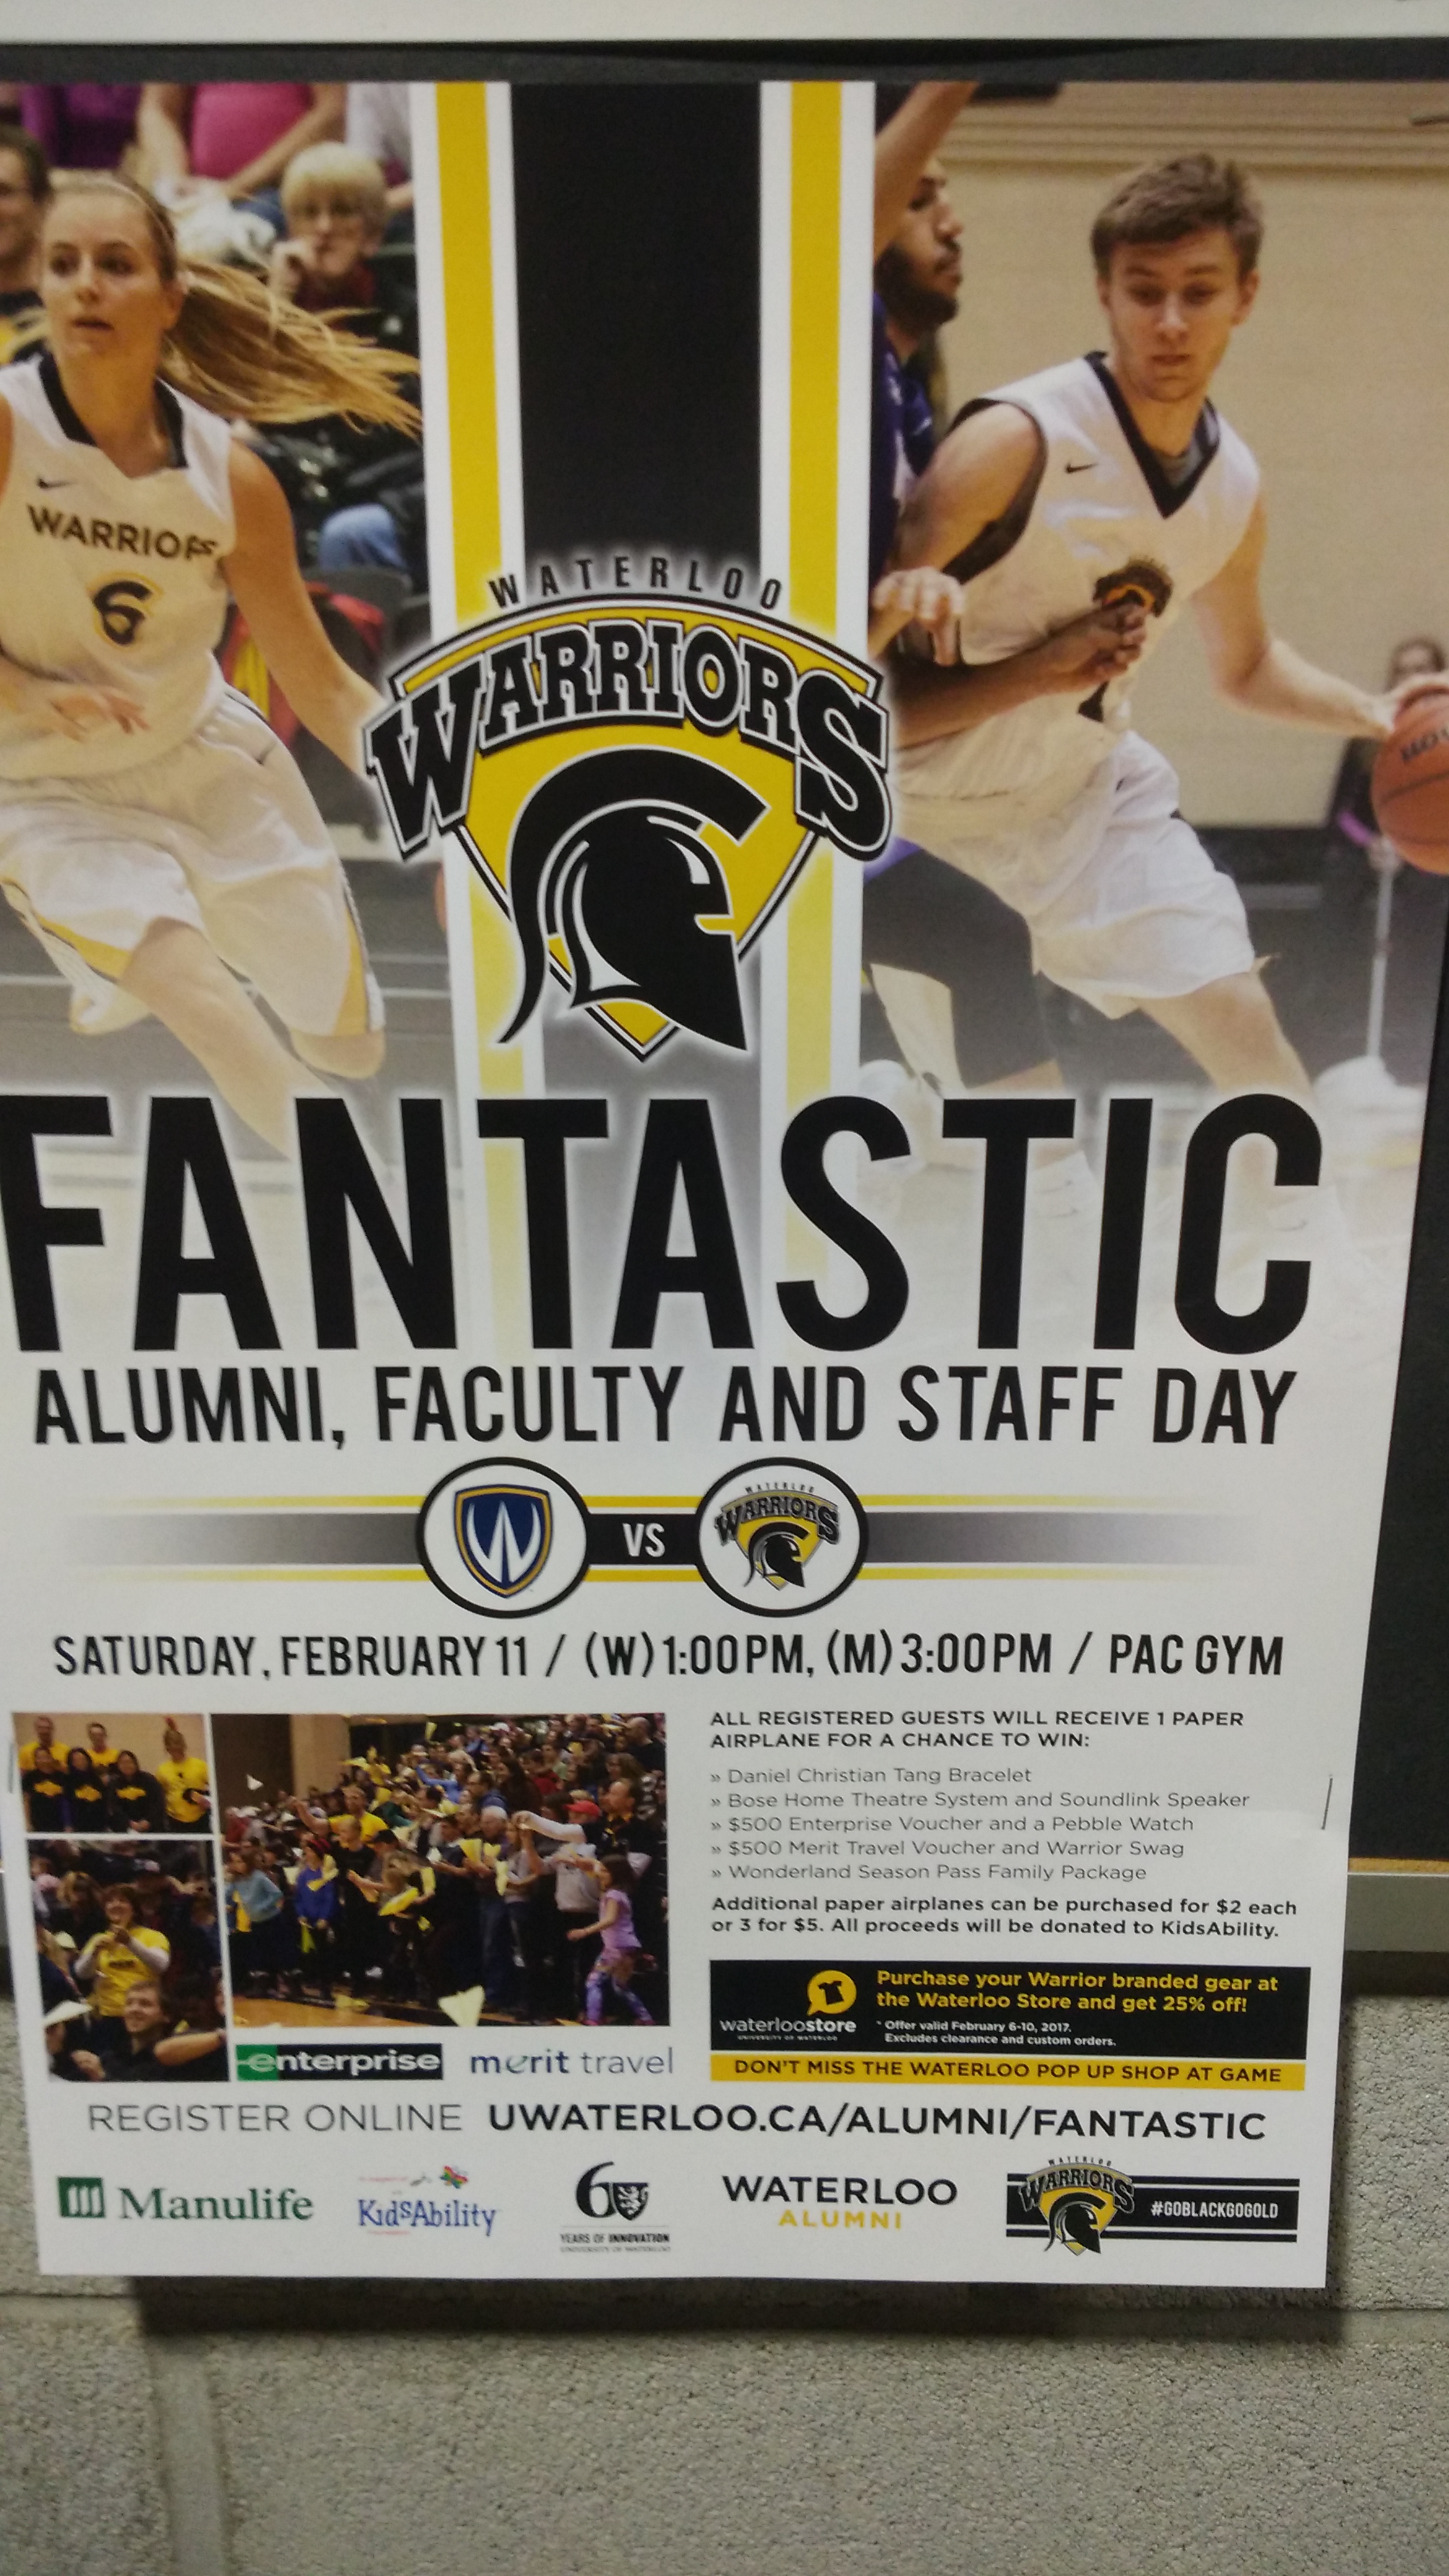 WARRIORS
6
WATERLOO
WARRIORS
FANTASTIC
ALUMNI, FACULTY AND STAFF DAY
W VS WATERLOO WARRIORS
SATURDAY, FEBRUARY 11 / (W) 1:00PM, (M) 3:00PM / PAC GYM
ALL REGISTERED GUESTS WILL RECEIVE 1 PAPER
AIRPLANE FOR A CHANCE TO WIN:
» Daniel Christian Tang Bracelet
» Bose Home Theatre System and Soundlink Speaker
» $500 Enterprise Voucher and a Pebble Watch
» $500 Merit Travel Voucher and Warrior Swag
» Wonderland Season Pass Family Package
Additional paper airplanes can be purchased for $2 each
or 3 for $5. All proceeds will be donated to KidsAbility.
Purchase your Warrior branded gear at
the Waterloo Store and get 25% off!
waterloostore
UNIVERSITY OF WATERLOO
* Offer valid February 6-10, 2017.
Excludes clearance and custom orders.
DON'T MISS THE WATERLOO POP UP SHOP AT GAME
enterprise merit travel
REGISTER ONLINE UWATERLOO.CA/ALUMNI/FANTASTIC
Manulife
KidsAbility
60
YEARS OF INNOVATION
UNIVERSITY OF WATERLOO
WATERLOO
ALUMNI
WATERLOO
WARRIORS
#GOBLACKGOGOLD